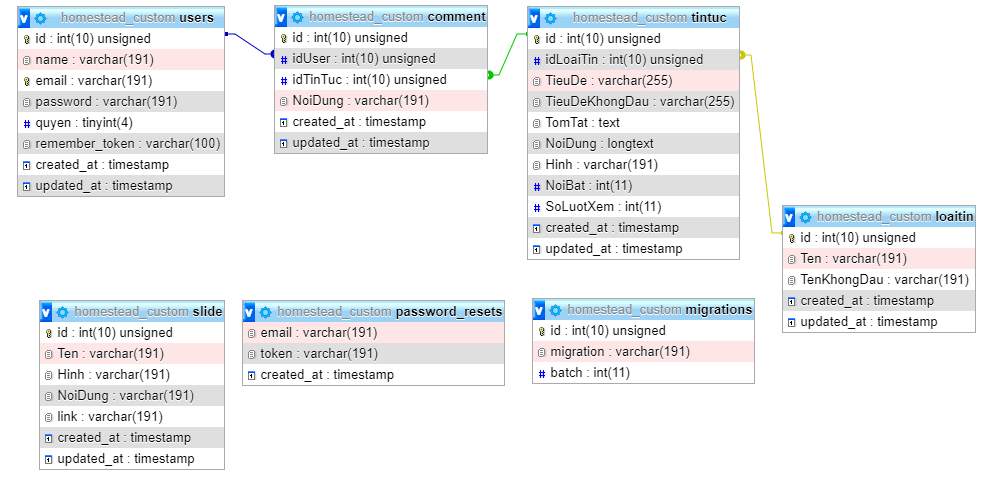 homestead_custom users
id : int(10) unsigned
name : varchar(191)
email : varchar(191)
password : varchar(191)
quyen : tinyint(4)
remember_token : varchar(100)
created_at : timestamp
updated_at : timestamp
homestead_custom comment
id : int(10) unsigned
idUser : int(10) unsigned
idTinTuc : int(10) unsigned
NoiDung : varchar(191)
created_at : timestamp
updated_at : timestamp
homestead_custom tintuc
id : int(10) unsigned
idLoaiTin : int(10) unsigned
TieuDe : varchar(255)
TieuDeKhongDau : varchar(255)
TomTat : text
NoiDung : longtext
Hinh : varchar(191)
NoiBat : int(11)
SoLuotXem : int(11)
created_at : timestamp
updated_at : timestamp
homestead_custom loaitin
id : int(10) unsigned
Ten : varchar(191)
TenKhongDau : varchar(191)
created_at : timestamp
updated_at : timestamp
homestead_custom slide
id : int(10) unsigned
Ten : varchar(191)
Hinh : varchar(191)
NoiDung : varchar(191)
link : varchar(191)
created_at : timestamp
updated_at : timestamp
homestead_custom password_resets
email : varchar(191)
token : varchar(191)
created_at : timestamp
homestead_custom migrations
id : int(10) unsigned
migration : varchar(191)
batch : int(11)